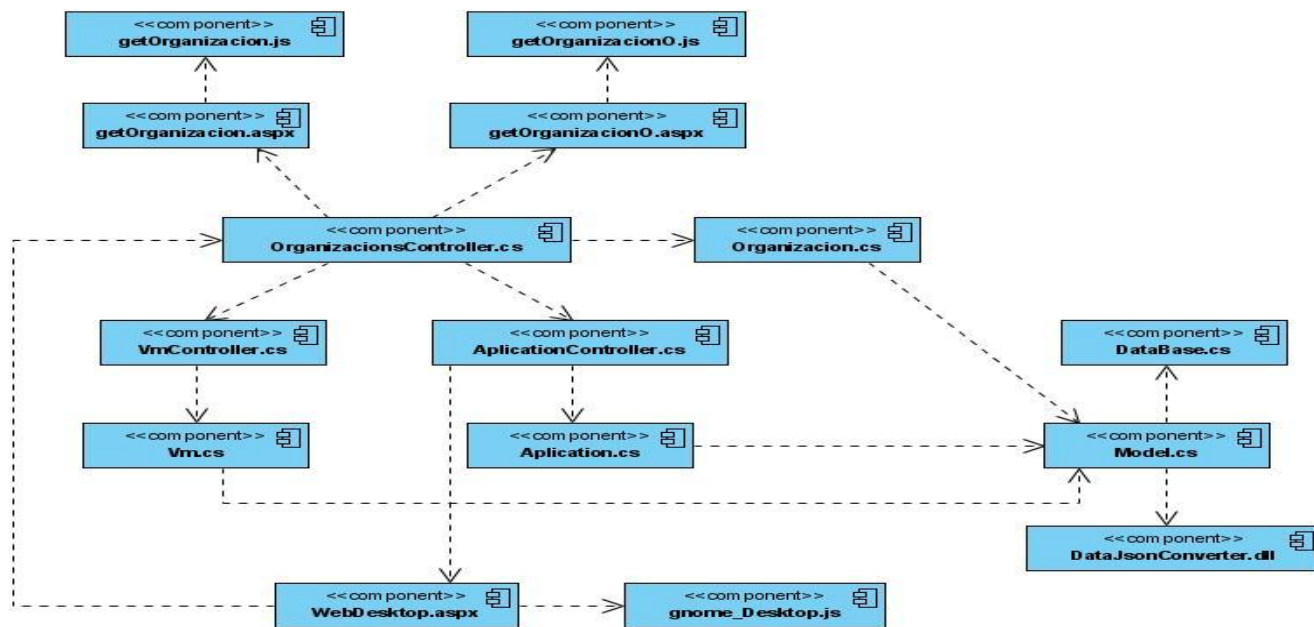 <<component>>
getOrganizacion.js
<<component>>
getOrganizacionO.js
<<component>>
getOrganizacion.aspx
<<component>>
getOrganizacionO.aspx
<<component>>
OrganizacionsController.cs
<<component>>
Organizacion.cs
<<component>>
VmController.cs
<<component>>
AplicationController.cs
<<component>>
DataBase.cs
<<component>>
Vm.cs
<<component>>
Aplication.cs
<<component>>
Model.cs
<<component>>
DataJsonConverter.dll
<<component>>
WebDesktop.aspx
<<component>>
gnome_Desktop.js